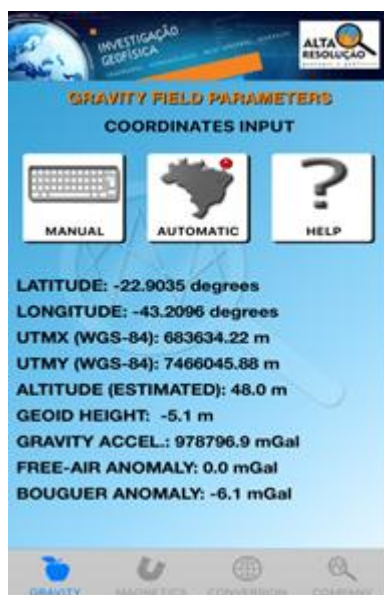 INVESTIGAÇÃO
GEOFÍSICA
ALTA
RESOLUÇÃO
GRAVITY FIELD PARAMETERS
COORDINATES INPUT
MANUAL
AUTOMATIC
HELP
LATITUDE: -22.9035 degrees
LONGITUDE: -43.2096 degrees
UTMX (WGS-84): 683634.22 m
UTMY (WGS-84): 7466045.88 m
ALTITUDE (ESTIMATED): 48.0 m
GEOID HEIGHT: -5.1 m
GRAVITY ACCEL.: 978796.9 mGal
FREE-AIR ANOMALY: 0.0 mGal
BOUGUER ANOMALY: -6.1 mGal
GRAVITY
MAGNETICS
CONVERSION
COMPANY